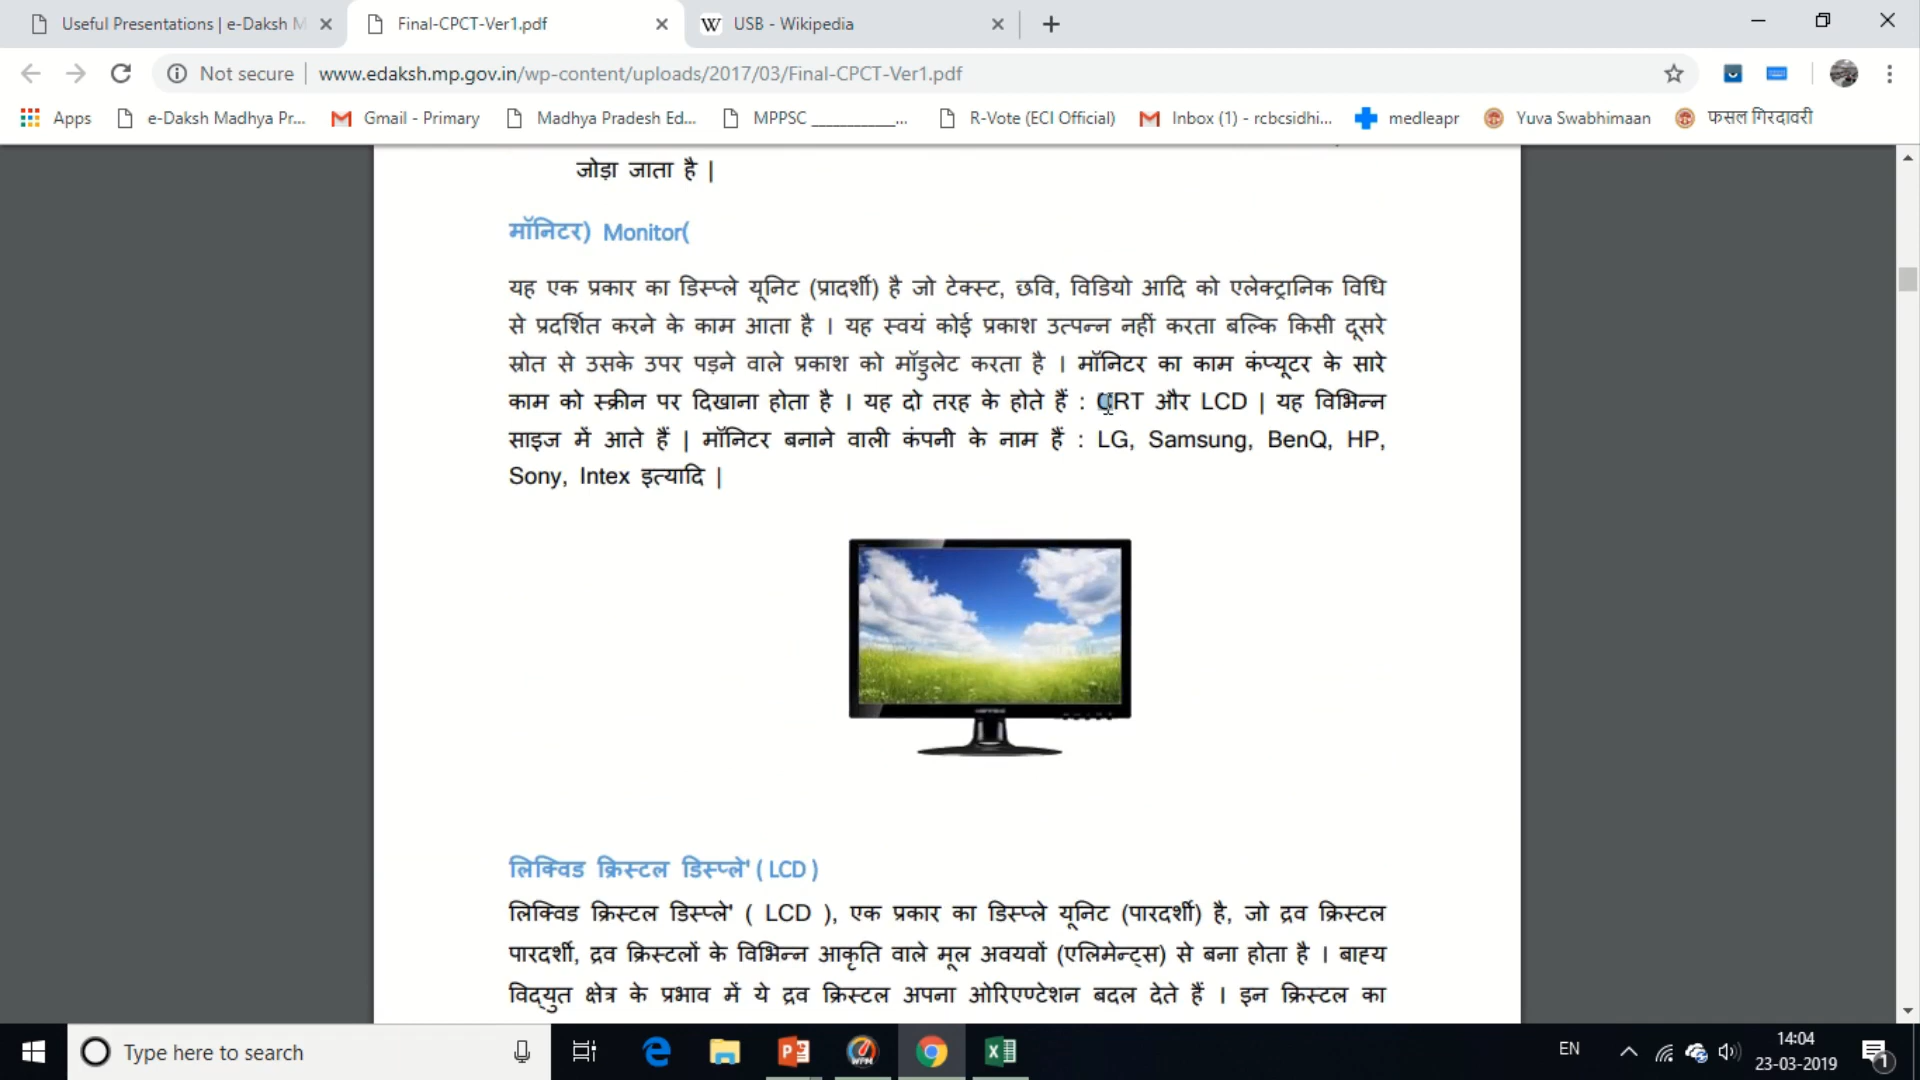 Useful Presentations | e-Daksh M
Final-CPCT-Ver1.pdf
W USB - Wikipedia
Not secure | www.edaksh.mp.gov.in/wp-content/uploads/2017/03/Final-CPCT-Ver1.pdf
Apps e-Daksh Madhya Pr... Gmail - Primary Madhya Pradesh Ed... MPPSC ___________... R-Vote (ECI Official) Inbox (1) - rcbcsidhi... medleapr Yuva Swabhimaan फसल गिरदावरी
जोड़ा जाता है |
मॉनिटर) Monitor(
यह एक प्रकार का डिस्प्ले यूनिट (प्रादर्शी) है जो टेक्स्ट, छवि, विडियो आदि को एलेक्ट्रानिक विधि
से प्रदर्शित करने के काम आता है । यह स्वयं कोई प्रकाश उत्पन्न नहीं करता बल्कि किसी दूसरे
स्रोत से उसके उपर पड़ने वाले प्रकाश को मॉडुलेट करता है । मॉनिटर का काम कंप्यूटर के सारे
काम को स्क्रीन पर दिखाना होता है । यह दो तरह के होते हैं : CRT और LCD | यह विभिन्न
साइज में आते हैं | मॉनिटर बनाने वाली कंपनी के नाम हैं : LG, Samsung, BenQ, HP,
Sony, Intex इत्यादि |
लिक्विड क्रिस्टल डिस्प्ले' ( LCD )
लिक्विड क्रिस्टल डिस्प्ले' ( LCD ), एक प्रकार का डिस्प्ले यूनिट (पारदर्शी) है, जो द्रव क्रिस्टल
पारदर्शी, द्रव क्रिस्टलों के विभिन्न आकृति वाले मूल अवयवों (एलिमेन्ट्स) से बना होता है । बाह्य
विद्युत क्षेत्र के प्रभाव में ये द्रव क्रिस्टल अपना ओरिएण्टेशन बदल देते हैं । इन क्रिस्टल का
Type here to search
WPM
EN
14:04
23-03-2019
1